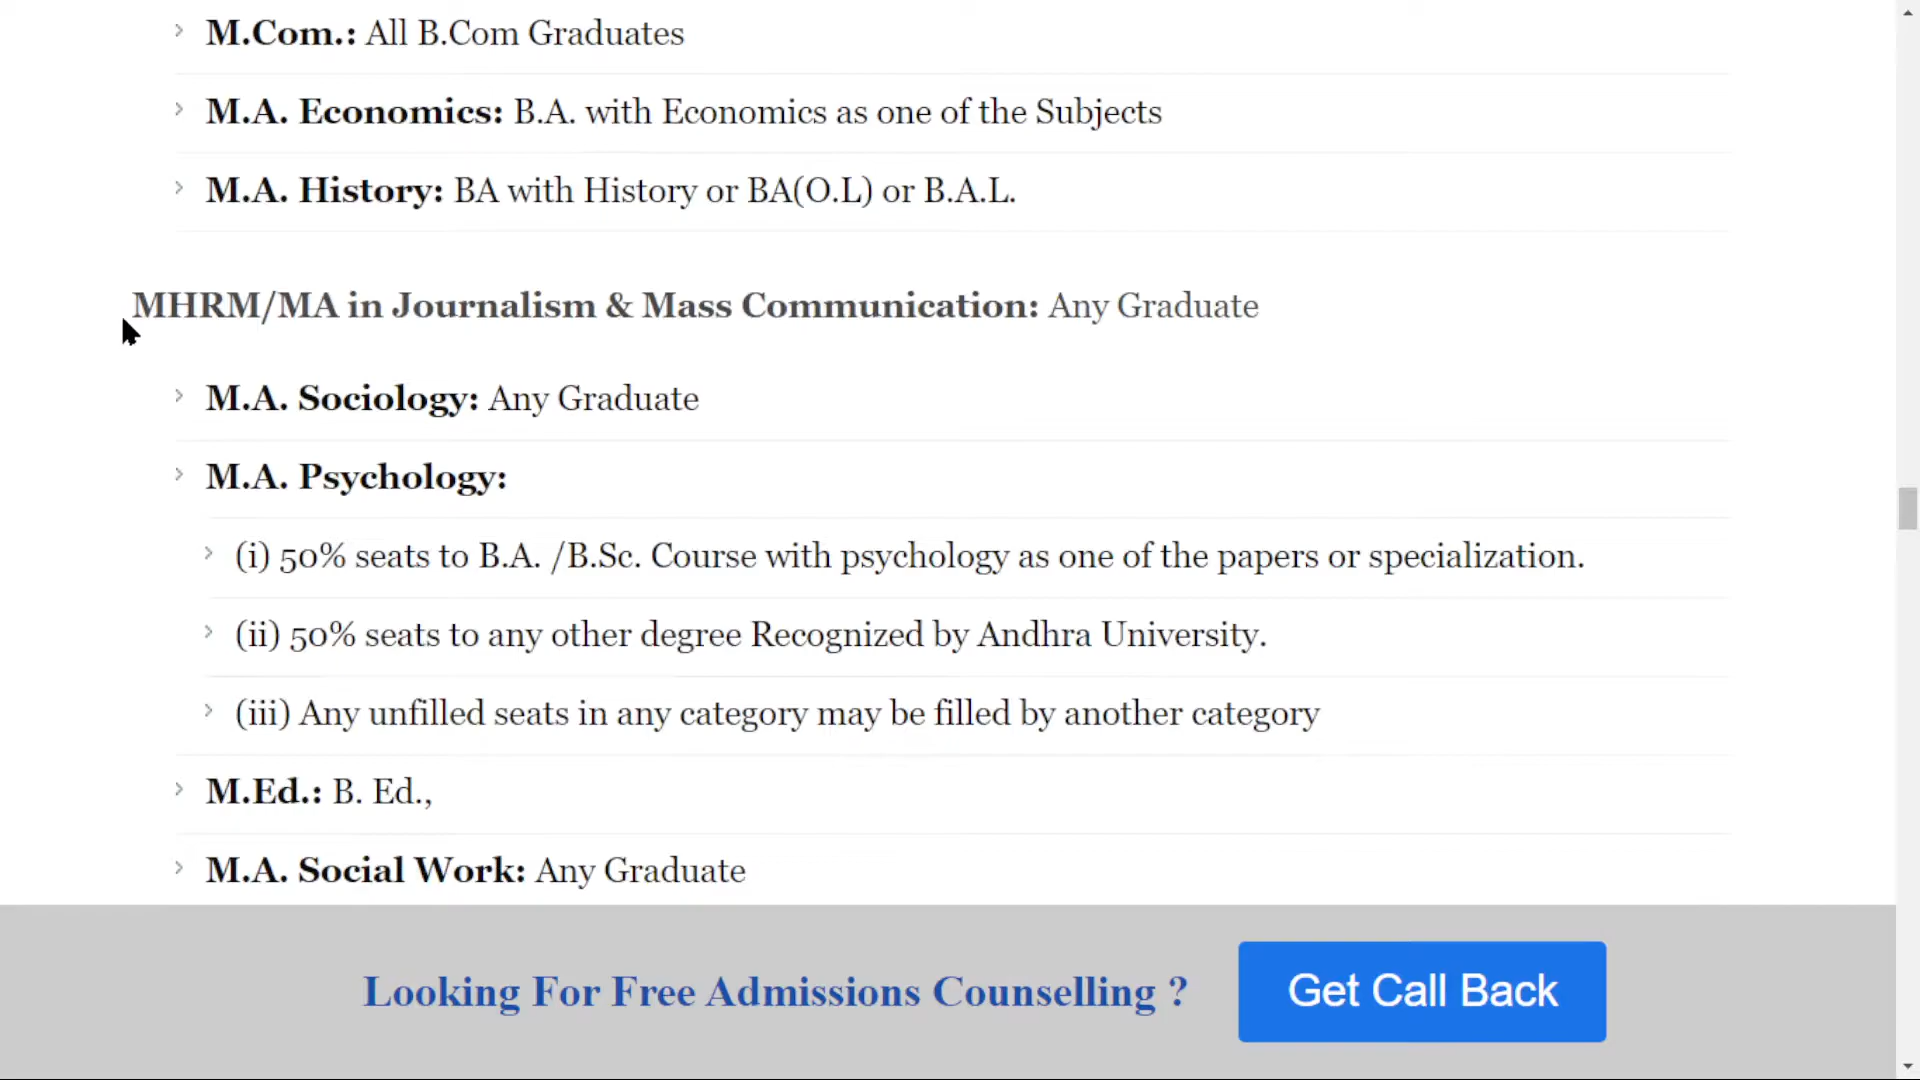 M.Com.: All B.Com Graduates
M.A. Economics: B.A. with Economics as one of the Subjects
M.A. History: BA with History or BA(O.L) or B.A.L.
MHRM/MA in Journalism & Mass Communication: Any Graduate
M.A. Sociology: Any Graduate
M.A. Psychology:
(i) 50% seats to B.A. /B.Sc. Course with psychology as one of the papers or specialization.
(ii) 50% seats to any other degree Recognized by Andhra University.
(iii) Any unfilled seats in any category may be filled by another category
M.Ed.: B. Ed.,
M.A. Social Work: Any Graduate
Looking For Free Admissions Counselling ?
Get Call Back